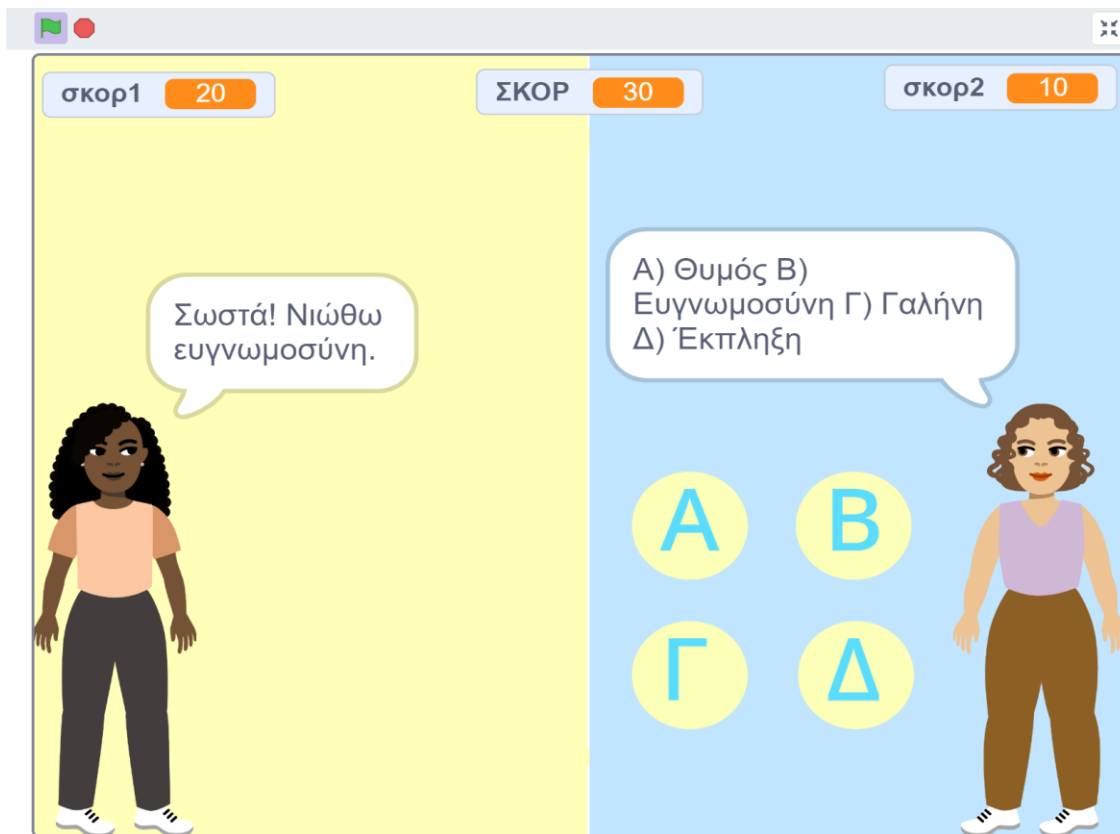 σκορ1 20
ΣΚΟΡ 30
σκορ2 10
Σωστά! Νιώθω
ευγνωμοσύνη.
Α) Θυμός Β)
Ευγνωμοσύνη Γ) Γαλήνη
Δ) Έκπληξη
Α Β
Γ Δ